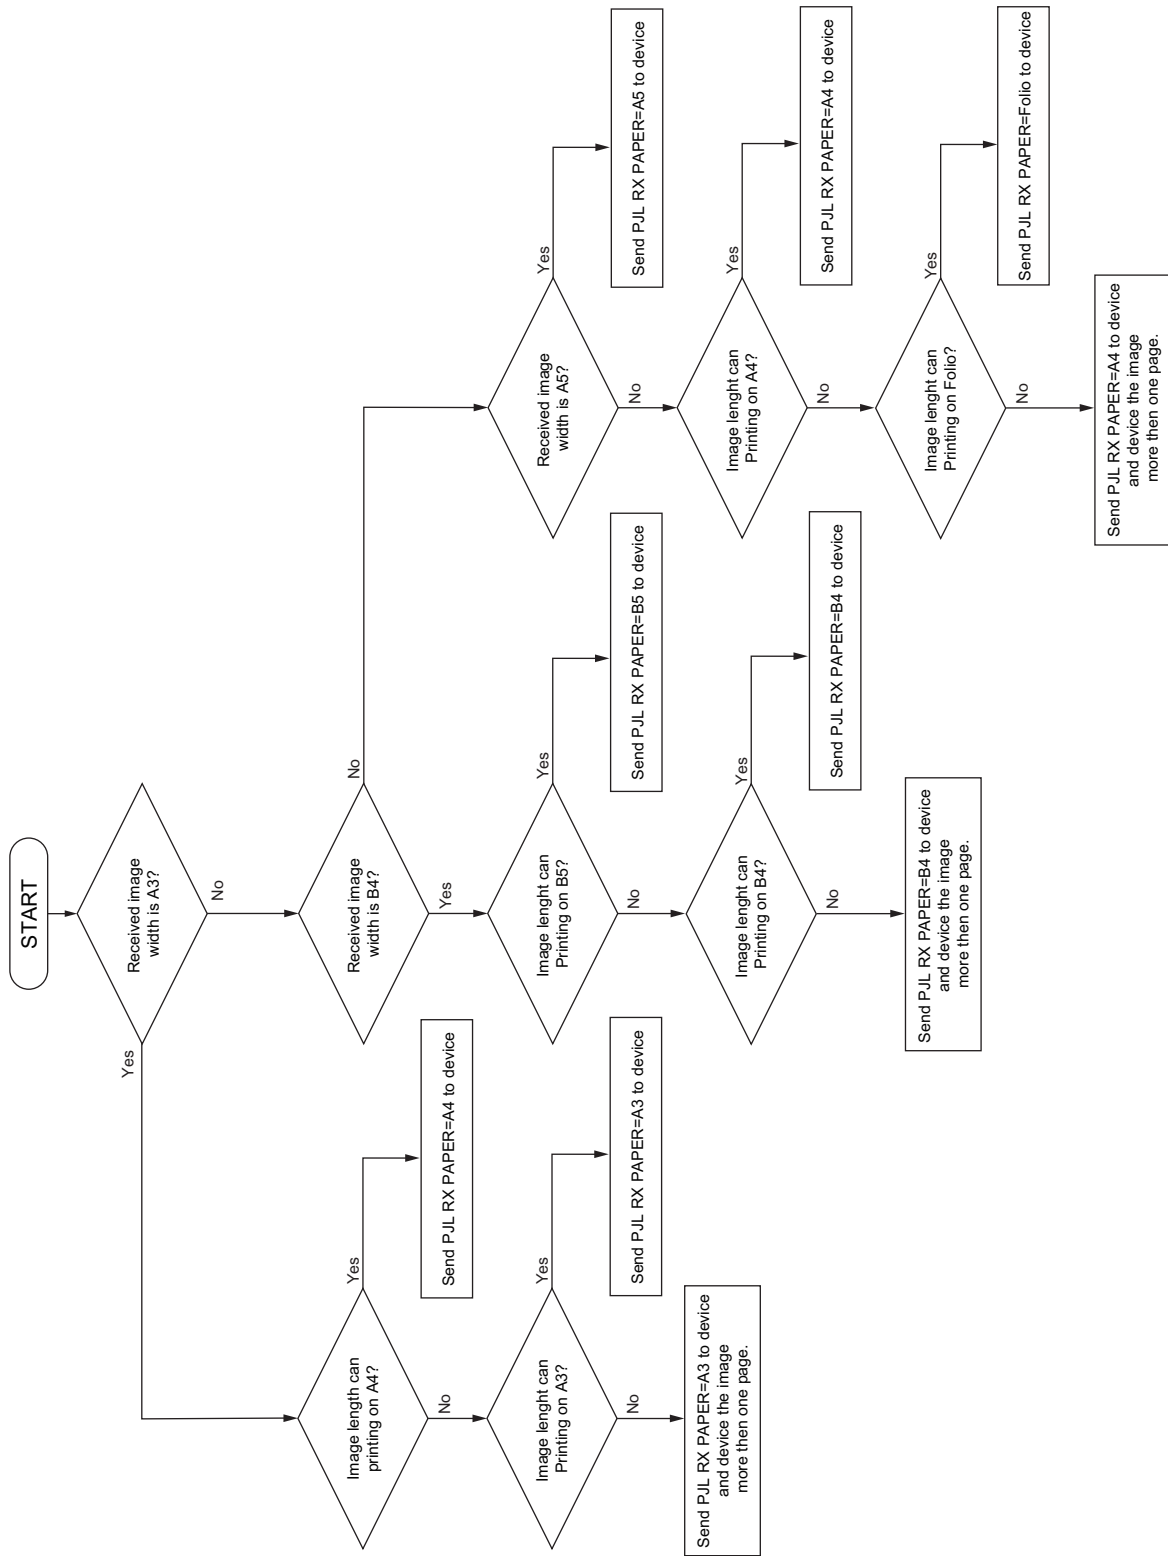 START
Received image
width is A3?
Yes
No
Image length can
printing on A4?
Yes
Send PJL RX PAPER=A4 to device
No
Image lenght can
Printing on A3?
Yes
Send PJL RX PAPER=A3 to device
No
Send PJL RX PAPER=A3 to device
and device the image
more then one page.
Received image
width is B4?
Yes
No
Image lenght can
Printing on B5?
Yes
Send PJL RX PAPER=B5 to device
No
Image lenght can
Printing on B4?
Yes
Send PJL RX PAPER=B4 to device
No
Send PJL RX PAPER=B4 to device
and device the image
more then one page.
Received image
width is A5?
Yes
Send PJL RX PAPER=A5 to device
No
Image lenght can
Printing on A4?
Yes
Send PJL RX PAPER=A4 to device
No
Image lenght can
Printing on Folio?
Yes
Send PJL RX PAPER=Folio to device
No
Send PJL RX PAPER=A4 to device
and device the image
more then one page.